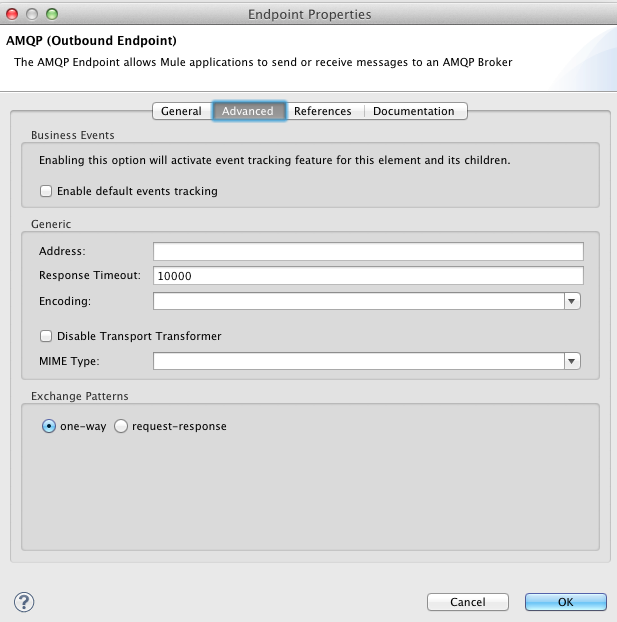 Endpoint Properties
AMQP (Outbound Endpoint)
The AMQP Endpoint allows Mule applications to send or receive messages to an AMQP Broker
General Advanced References Documentation
Business Events
Enabling this option will activate event tracking feature for this element and its children.
Enable default events tracking
Generic
Address:
Response Timeout: 10000
Encoding:
Disable Transport Transformer
MIME Type:
Exchange Patterns
one-way request-response
? Cancel OK